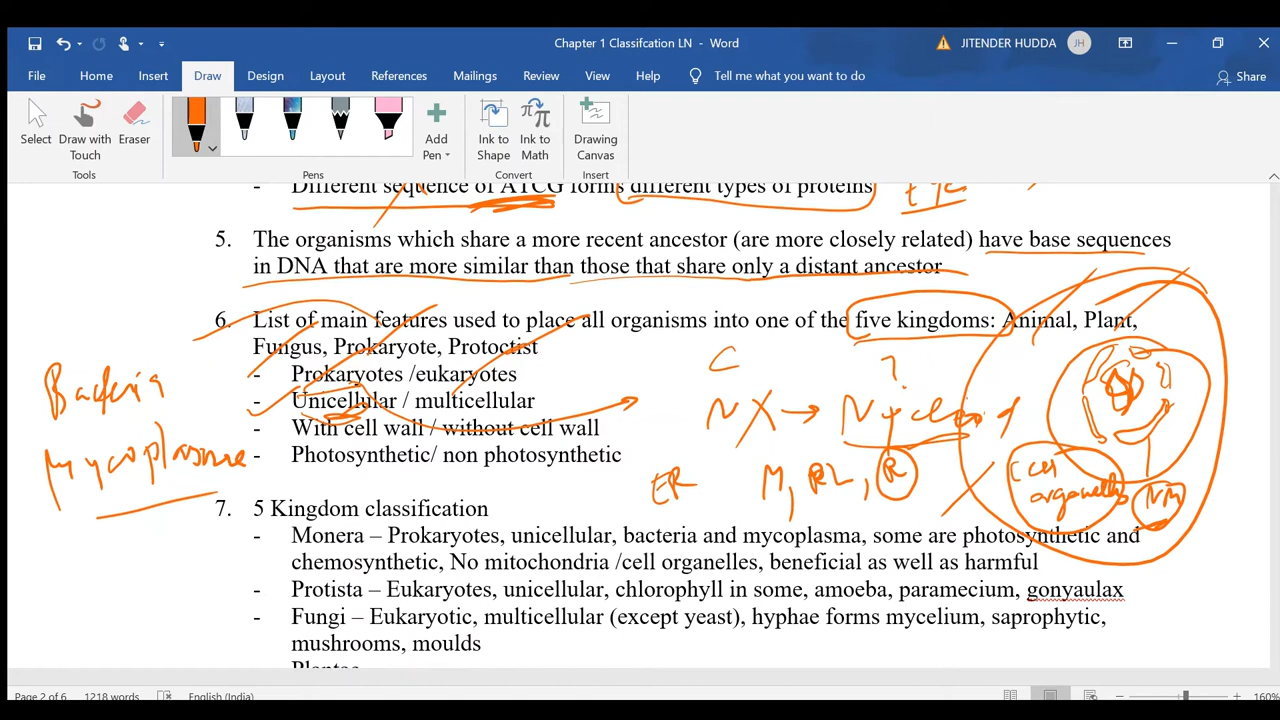 Chapter 1 Classifcation LN - Word
JITENDER HUDDA JH
File Home Insert Draw Design Layout References Mailings Review View Help Tell me what you want to do Share
Select Draw with Touch Eraser Add Pen Ink to Shape Ink to Math Drawing Canvas
Tools Pens Convert Insert
- Different sequence of ATCG forms different types of proteins
5. The organisms which share a more recent ancestor (are more closely related) have base sequences
in DNA that are more similar than those that share only a distant ancestor
6. List of main features used to place all organisms into one of the five kingdoms: Animal, Plant,
Fungus, Prokaryote, Protoctist
- Prokaryotes /eukaryotes
- Unicellular / multicellular
- With cell wall / without cell wall
- Photosynthetic/ non photosynthetic
Bacteria
Mycoplasma
C ?
N X →
ER M, RL, R
Cell
organelles NM
7. 5 Kingdom classification
- Monera – Prokaryotes, unicellular, bacteria and mycoplasma, some are photosynthetic and
chemosynthetic, No mitochondria /cell organelles, beneficial as well as harmful
- Protista – Eukaryotes, unicellular, chlorophyll in some, amoeba, paramecium, gonyaulax
- Fungi – Eukaryotic, multicellular (except yeast), hyphae forms mycelium, saprophytic,
mushrooms, moulds
- Plantae
Page 2 of 6 1218 words English (India) 160%